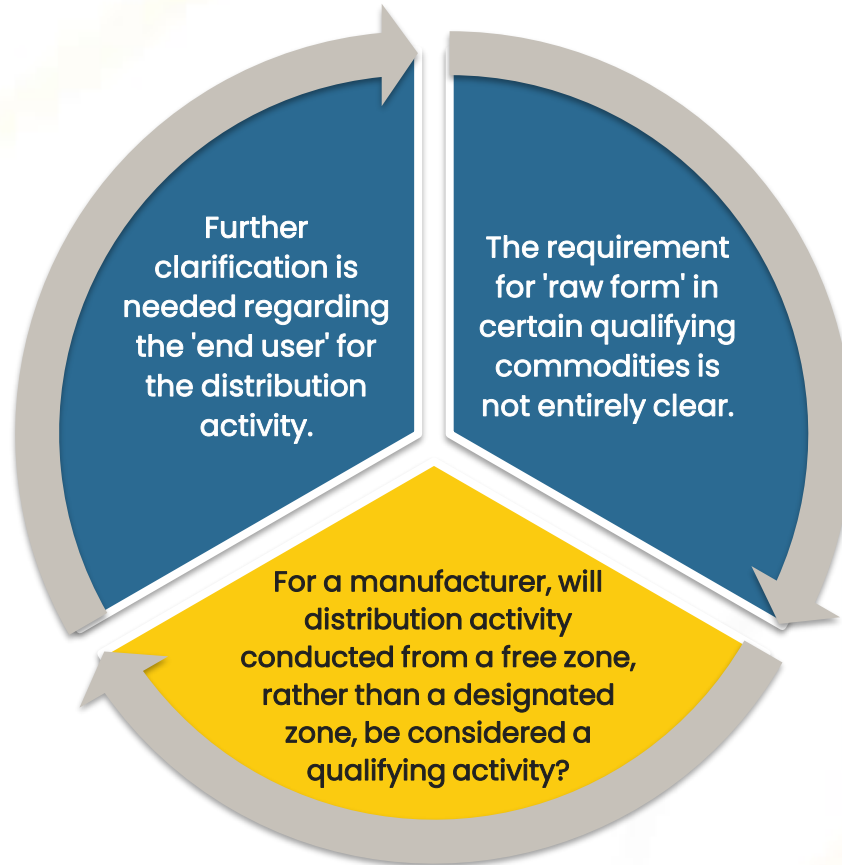 Further
clarification is
needed regarding
the 'end user' for
the distribution
activity.
The requirement
for 'raw form' in
certain qualifying
commodities is
not entirely clear.
For a manufacturer, will
distribution activity
conducted from a free zone,
rather than a designated
zone, be considered a
qualifying activity?